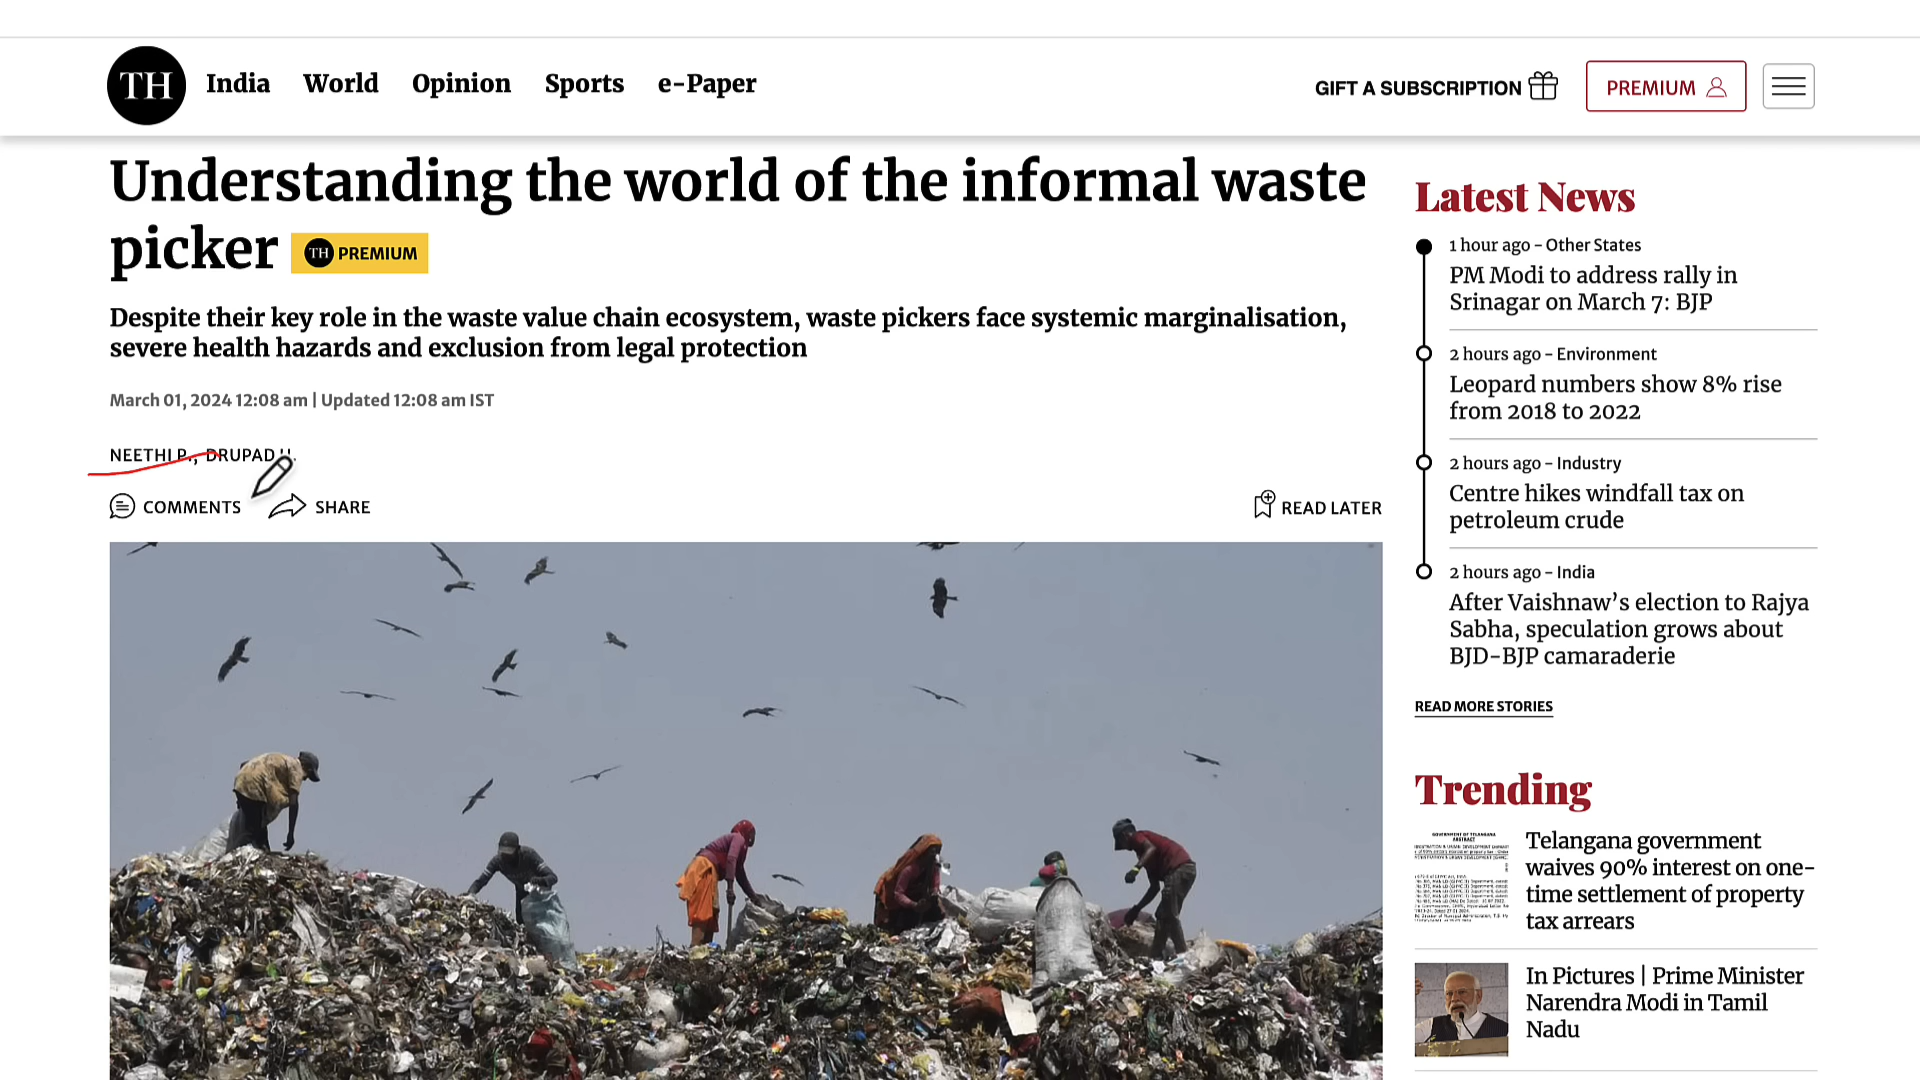 TH India World Opinion Sports e-Paper GIFT A SUBSCRIPTION PREMIUM
Understanding the world of the informal waste
picker TH PREMIUM
Despite their key role in the waste value chain ecosystem, waste pickers face systemic marginalisation,
severe health hazards and exclusion from legal protection
March 01, 2024 12:08 am | Updated 12:08 am IST
NEETHI P., DRUPAD
COMMENTS SHARE
READ LATER
Latest News
1 hour ago - Other States
PM Modi to address rally in
Srinagar on March 7: BJP
2 hours ago - Environment
Leopard numbers show 8% rise
from 2018 to 2022
2 hours ago - Industry
Centre hikes windfall tax on
petroleum crude
2 hours ago - India
After Vaishnaw’s election to Rajya
Sabha, speculation grows about
BJD-BJP camaraderie
READ MORE STORIES
Trending
GOVERNMENT OF TELANGANA
ABSTRACT
Telangana government
waives 90% interest on one-
time settlement of property
tax arrears
In Pictures | Prime Minister
Narendra Modi in Tamil
Nadu